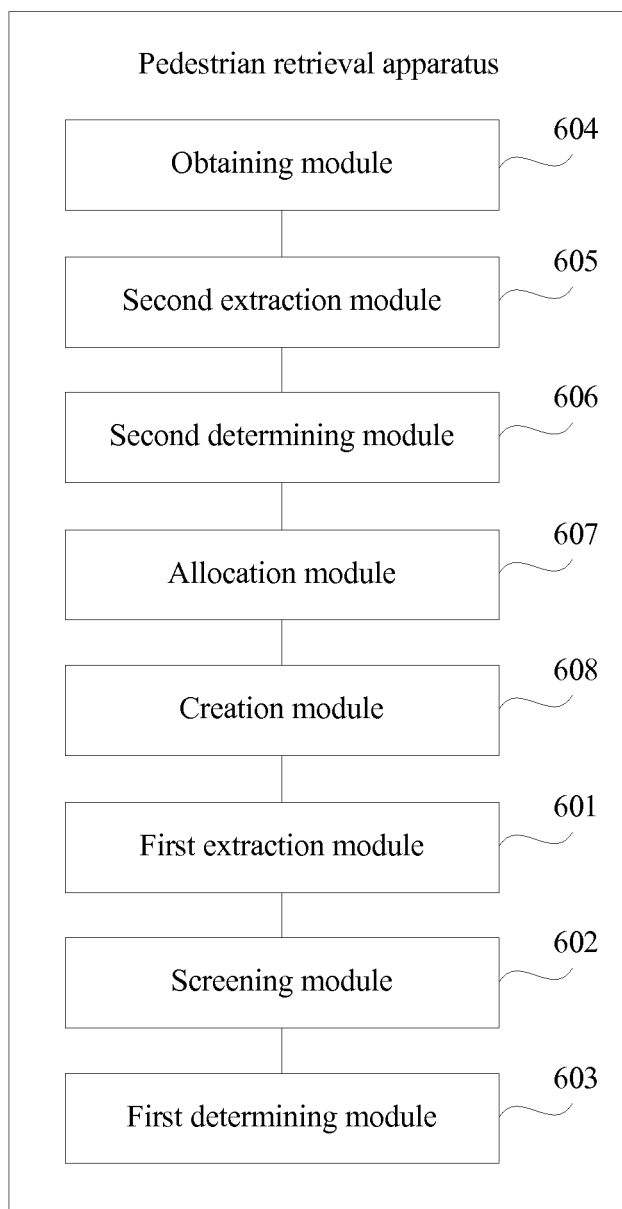 Pedestrian retrieval apparatus
604
Obtaining module
605
Second extraction module
606
Second determining module
607
Allocation module
608
Creation module
601
First extraction module
602
Screening module
603
First determining module